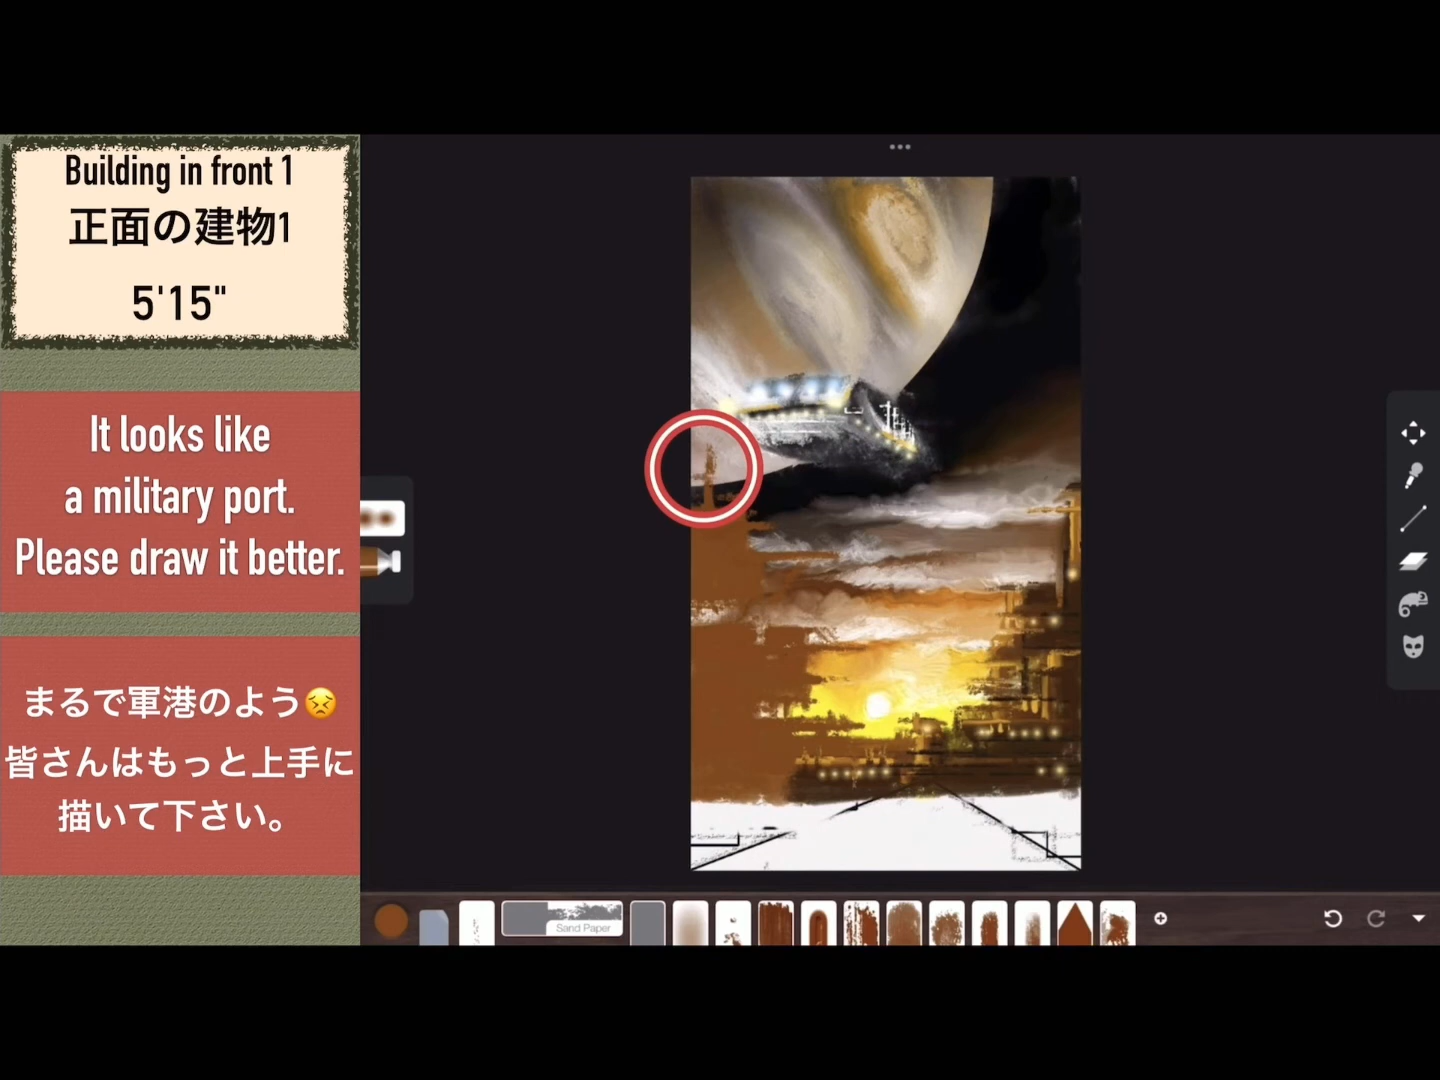 Building in front 1
正面の建物1
5'15"
It looks like
a military port.
Please draw it better.
まるで軍港のよう😣
皆さんはもっと上手に
描いて下さい。
Sand Paper